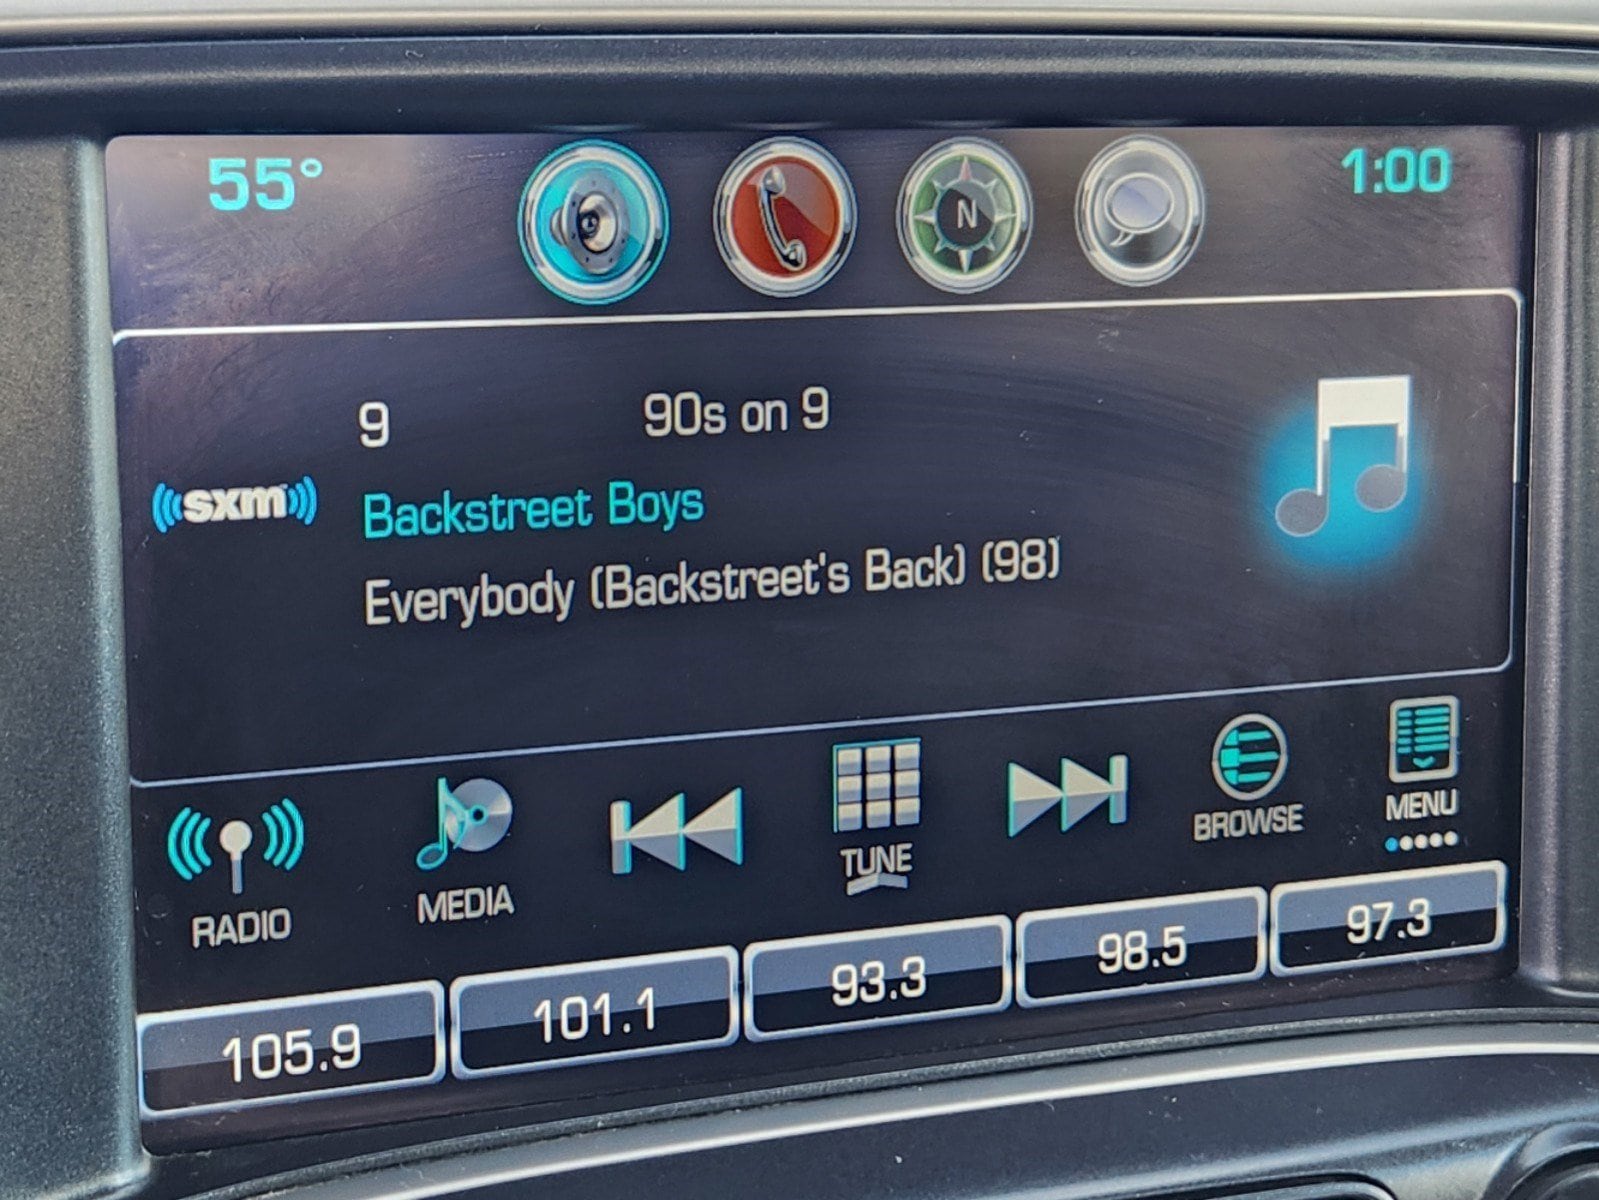 55°
N
1:00
9
90s on 9
sxm
Backstreet Boys
Everybody (Backstreet's Back) (98)
RADIO
MEDIA
TUNE
BROWSE
MENU
105.9
101.1
93.3
98.5
97.3